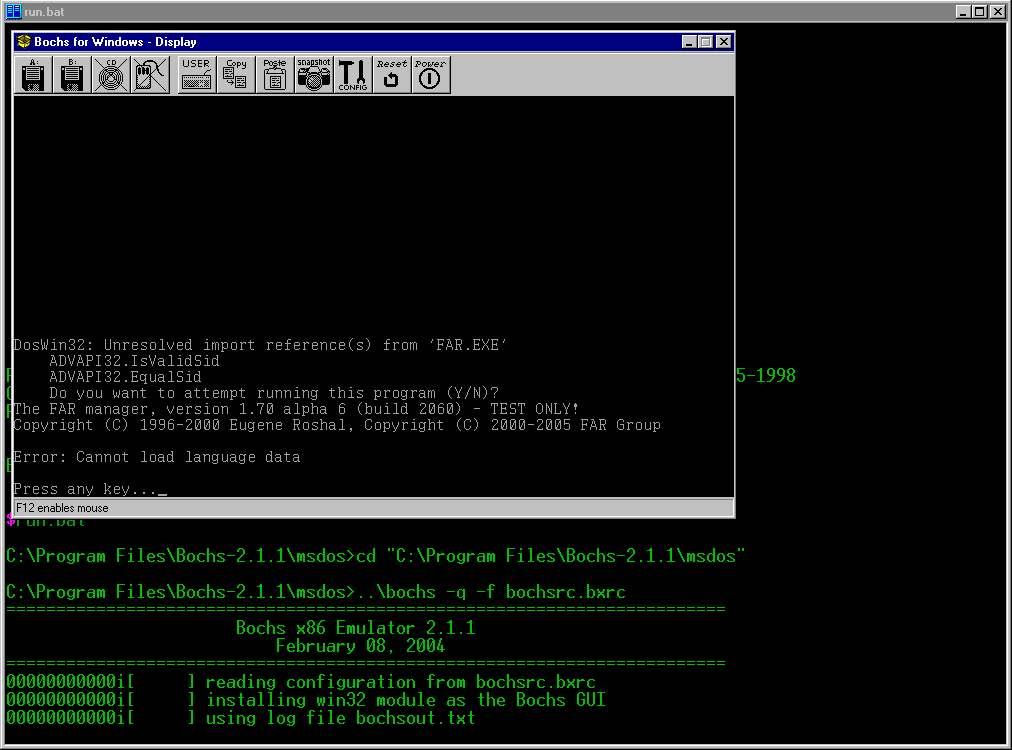 run.bat
Bochs for Windows - Display
A: B: CD USER Copy Paste snapshot CONFIG Reset Power
DosWin32: Unresolved import reference(s) from 'FAR.EXE'
ADVAPI32.IsValidSid
ADVAPI32.EqualSid
5-1998
Do you want to attempt running this program (Y/N)?
The FAR manager, version 1.70 alpha 6 (build 2060) - TEST ONLY!
Copyright (C) 1996-2000 Eugene Roshal, Copyright (C) 2000-2005 FAR Group
Error: Cannot load language data
Press any key..._
F12 enables mouse
$run.bat
C:\Program Files\Bochs-2.1.1\msdos>cd "C:\Program Files\Bochs-2.1.1\msdos"
C:\Program Files\Bochs-2.1.1\msdos>..\bochs -q -f bochsrc.bxrc
========================================================================
Bochs x86 Emulator 2.1.1
February 08, 2004
========================================================================
00000000000i[     ] reading configuration from bochsrc.bxrc
00000000000i[     ] installing win32 module as the Bochs GUI
00000000000i[     ] using log file bochsout.txt